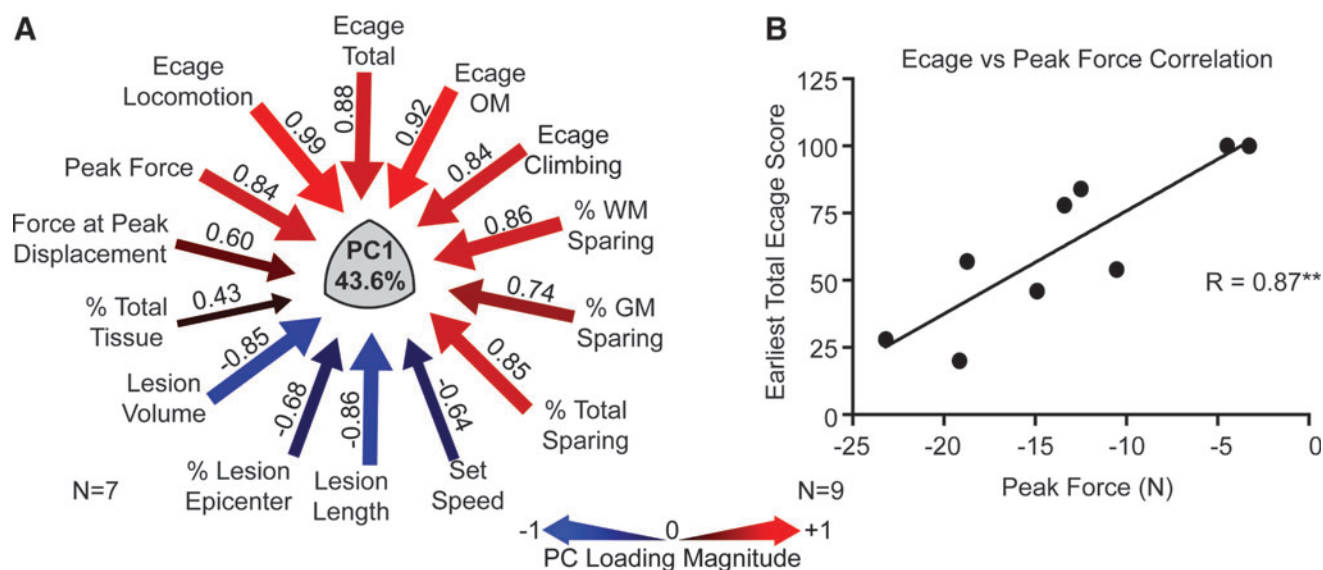 A
Ecage
Total
Ecage
Locomotion
Ecage
OM
Ecage
Climbing
Peak Force
Force at Peak
Displacement
% Total
Tissue
Lesion
Volume
% Lesion
Epicenter
Lesion
Length
Set
Speed
% Total
Sparing
% GM
Sparing
% WM
Sparing
0.99
0.88
0.92
0.84
0.84
0.86
0.60
0.74
0.43
0.85
-0.85
-0.68
-0.86
-0.64
PC1
43.6%
N=7
-1 0 +1
PC Loading Magnitude
B
Ecage vs Peak Force Correlation
Earliest Total Ecage Score
125
100
75
50
25
0
R = 0.87**
-25 -20 -15 -10 -5 0
Peak Force (N)
N=9